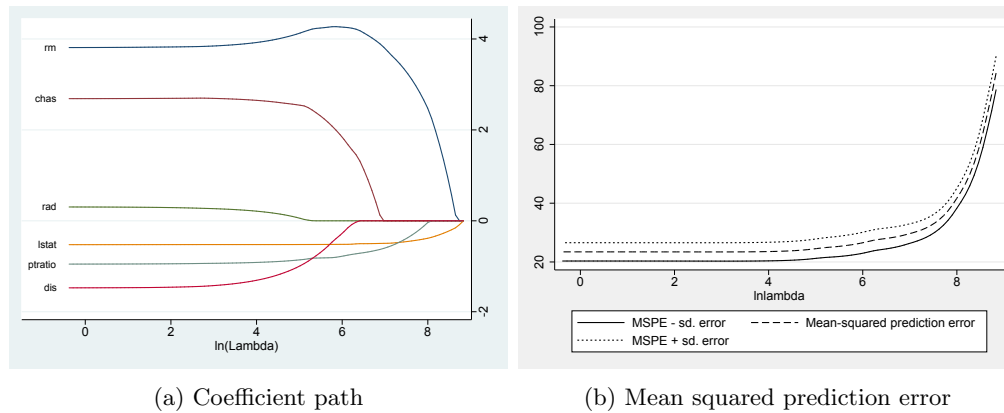 rm
chas
rad
lstat
ptratio
dis
4
2
0
-2
0 2 4 6 8
ln(Lambda)
100
80
60
40
20
0 2 4 6 8
lnlambda
MSPE - sd. error Mean-squared prediction error
MSPE + sd. error
(a) Coefficient path
(b) Mean squared prediction error